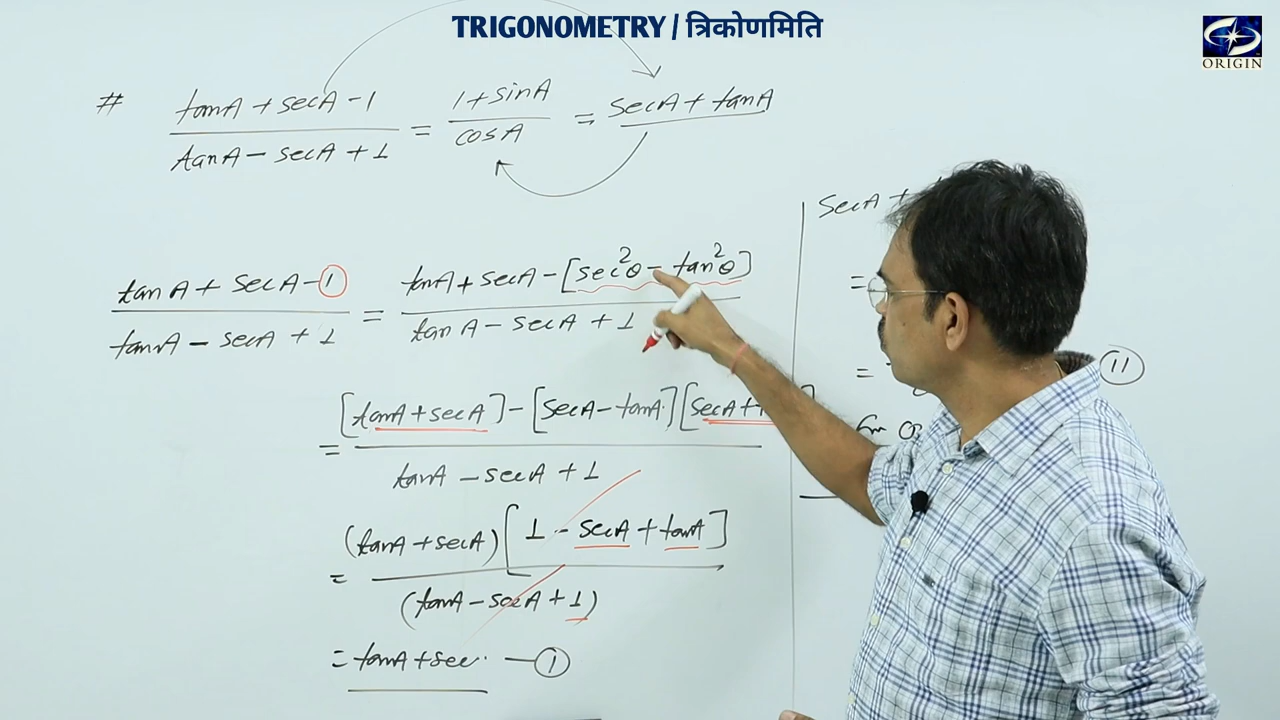 TRIGONOMETRY / त्रिकोणमिति
ORIGIN
# tanA + secA - 1 / tanA - secA + 1 = 1 + sinA / cosA = secA + tanA
secA +
tanA + secA - 1 / tanA - secA + 1 = tanA + secA - [sec²θ - tan²θ] / tanA - secA + 1
=
= (11)
= [tanA + secA] - [secA - tanA][secA + / tanA - secA + 1
= (tanA + secA)[1 - secA + tanA] / (tanA - secA + 1)
= tanA + sec. — (1)